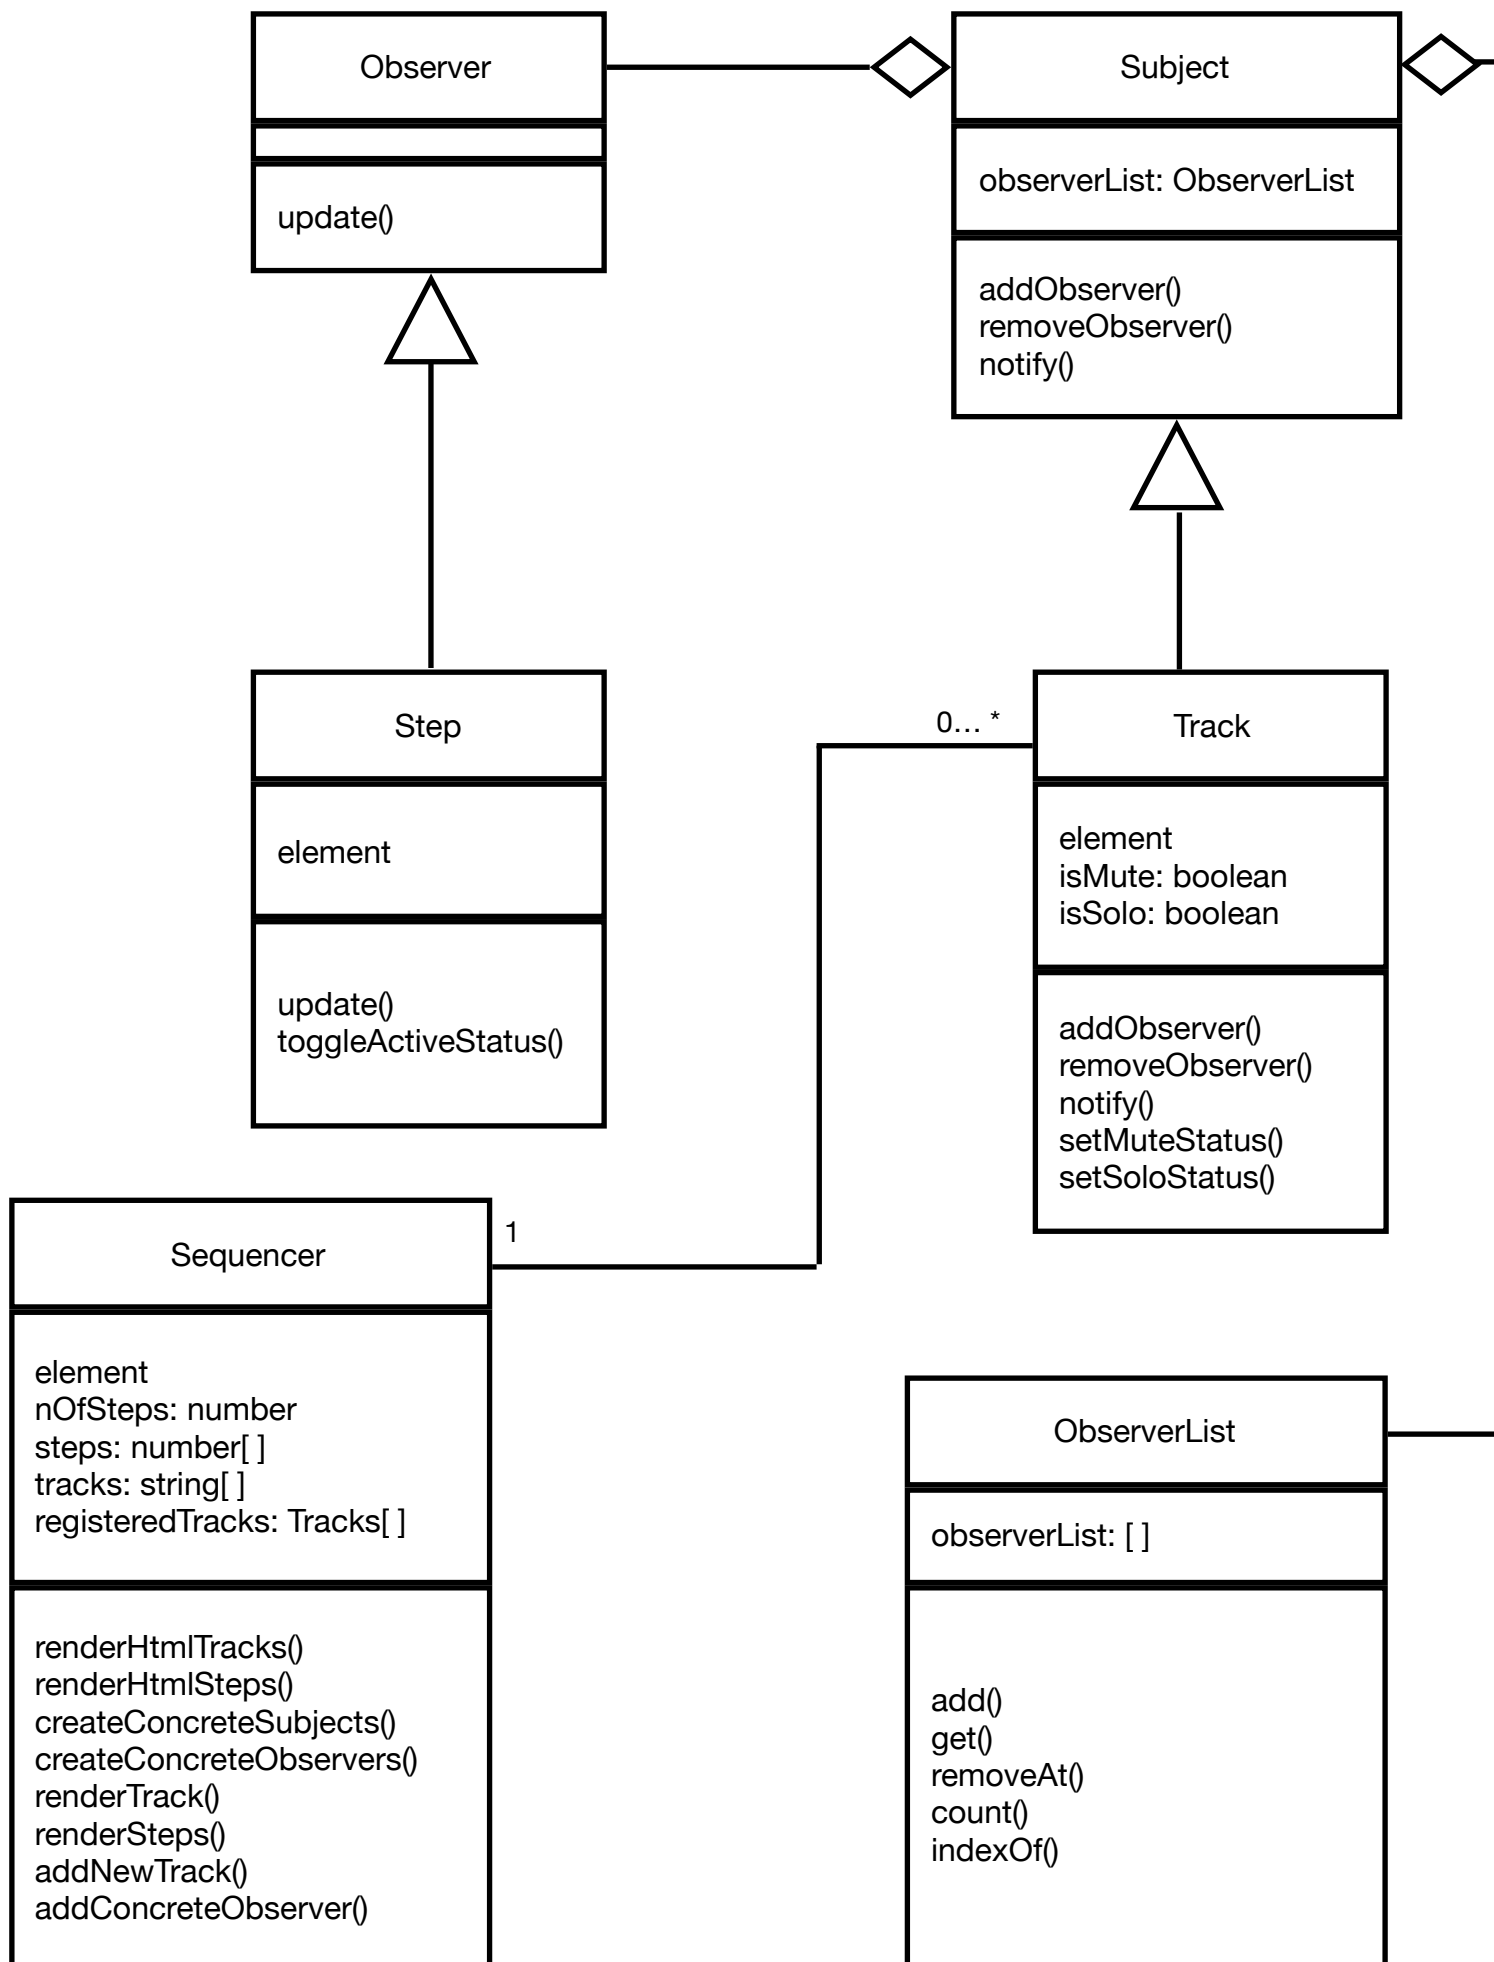 Observer
update()
Subject
observerList: ObserverList
addObserver()
removeObserver()
notify()
Step
element
update()
toggleActiveStatus()
0... *
Track
element
isMute: boolean
isSolo: boolean
addObserver()
removeObserver()
notify()
setMuteStatus()
setSoloStatus()
Sequencer
1
element
nOfSteps: number
steps: number[ ]
tracks: string[ ]
registeredTracks: Tracks[ ]
renderHtmlTracks()
renderHtmlSteps()
createConcreteSubjects()
createConcreteObservers()
renderTrack()
renderSteps()
addNewTrack()
addConcreteObserver()
ObserverList
observerList: [ ]
add()
get()
removeAt()
count()
indexOf()